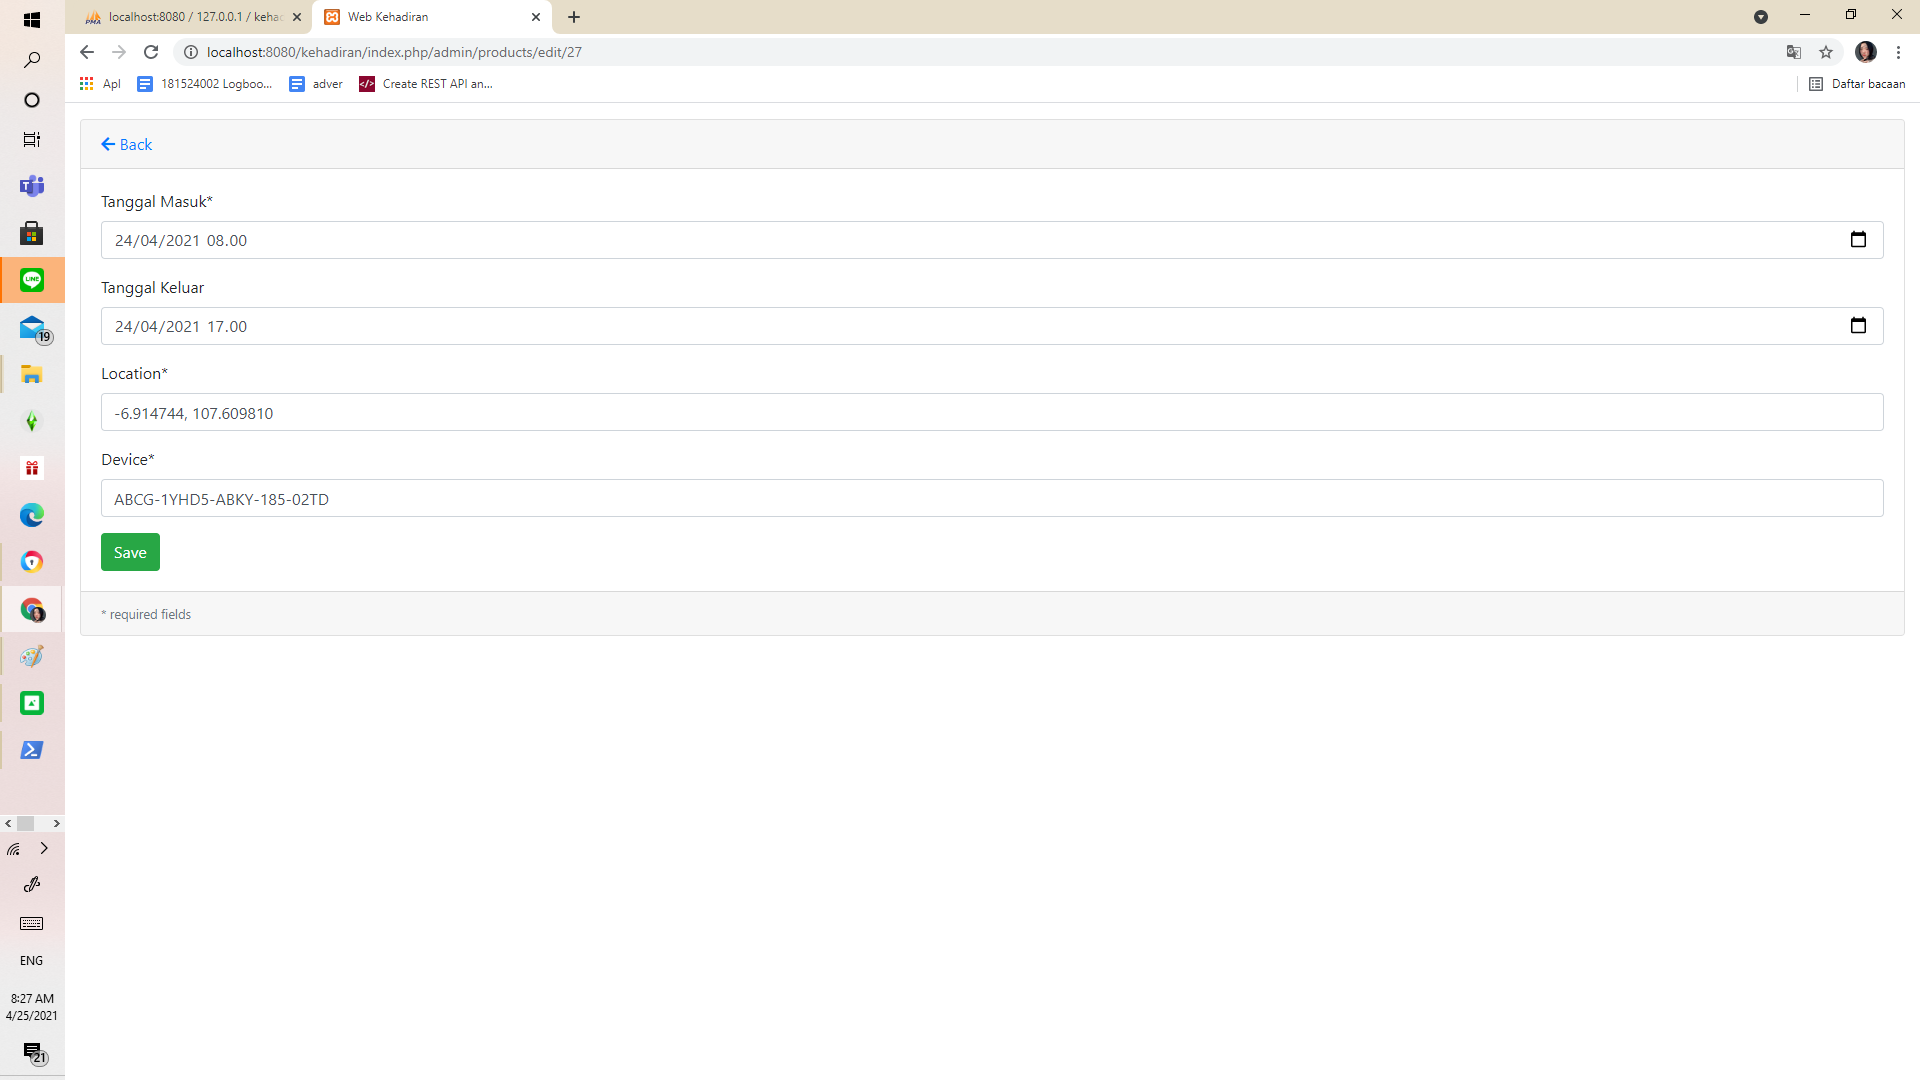 localhost:8080 / 127.0.0.1 / keha
Web Kehadiran
localhost:8080/kehadiran/index.php/admin/products/edit/27
Apl
181524002 Logboo...
adver
Create REST API an...
Daftar bacaan
Back
Tanggal Masuk*
24/04/2021 08.00
Tanggal Keluar
24/04/2021 17.00
Location*
-6.914744, 107.609810
Device*
ABCG-1YHD5-ABKY-185-02TD
Save
* required fields
LINE
19
ENG
8:27 AM
4/25/2021
21